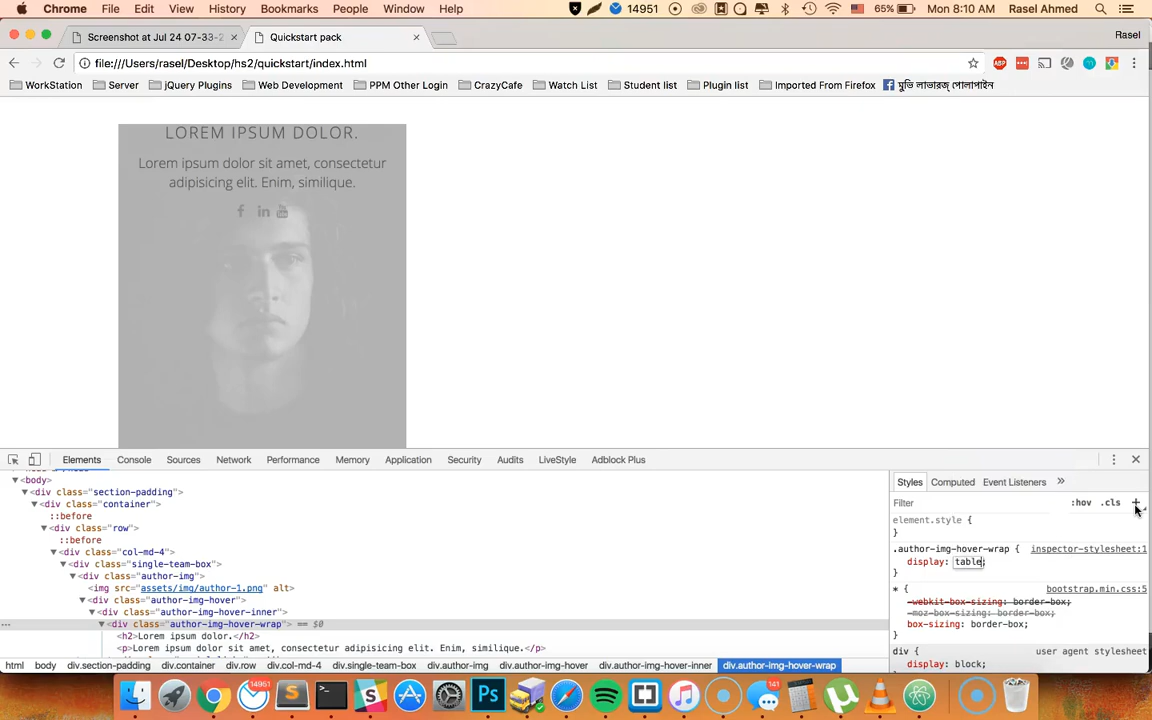 Chrome File Edit View History Bookmarks People Window Help 14951 65% Mon 8:10 AM Rasel Ahmed
Screenshot at Jul 24 07-33-2 × Quickstart pack × Rasel
file:///Users/rasel/Desktop/hs2/quickstart/index.html
WorkStation Server jQuery Plugins Web Development PPM Other Login CrazyCafe Watch List Student list Plugin list Imported From Firefox মুভি লাভারজ পোলাপাইন
LOREM IPSUM DOLOR.
Lorem ipsum dolor sit amet, consectetur
adipisicing elit. Enim, similique.
Elements Console Sources Network Performance Memory Application Security Audits LiveStyle Adblock Plus
<body>
<div class="section-padding">
<div class="container">
::before
<div class="row">
::before
<div class="col-md-4">
<div class="single-team-box">
<div class="author-img">
<img src="assets/img/author-1.png" alt>
<div class="author-img-hover">
<div class="author-img-hover-inner">
<div class="author-img-hover-wrap"> == $0
<h2>Lorem ipsum dolor.</h2>
<p>Lorem ipsum dolor sit amet, consectetur adipisicing elit. Enim, similique.</p>
html body div.section-padding div.container div.row div.col-md-4 div.single-team-box div.author-img div.author-img-hover div.author-img-hover-inner div.author-img-hover-wrap
Styles Computed Event Listeners »
Filter :hov .cls +
element.style {
}
.author-img-hover-wrap { inspector-stylesheet:1
display: table;
}
* { bootstrap.min.css:5
-webkit-box-sizing: border-box;
-moz-box-sizing: border-box;
box-sizing: border-box;
}
div { user agent stylesheet
display: block;
14951 141